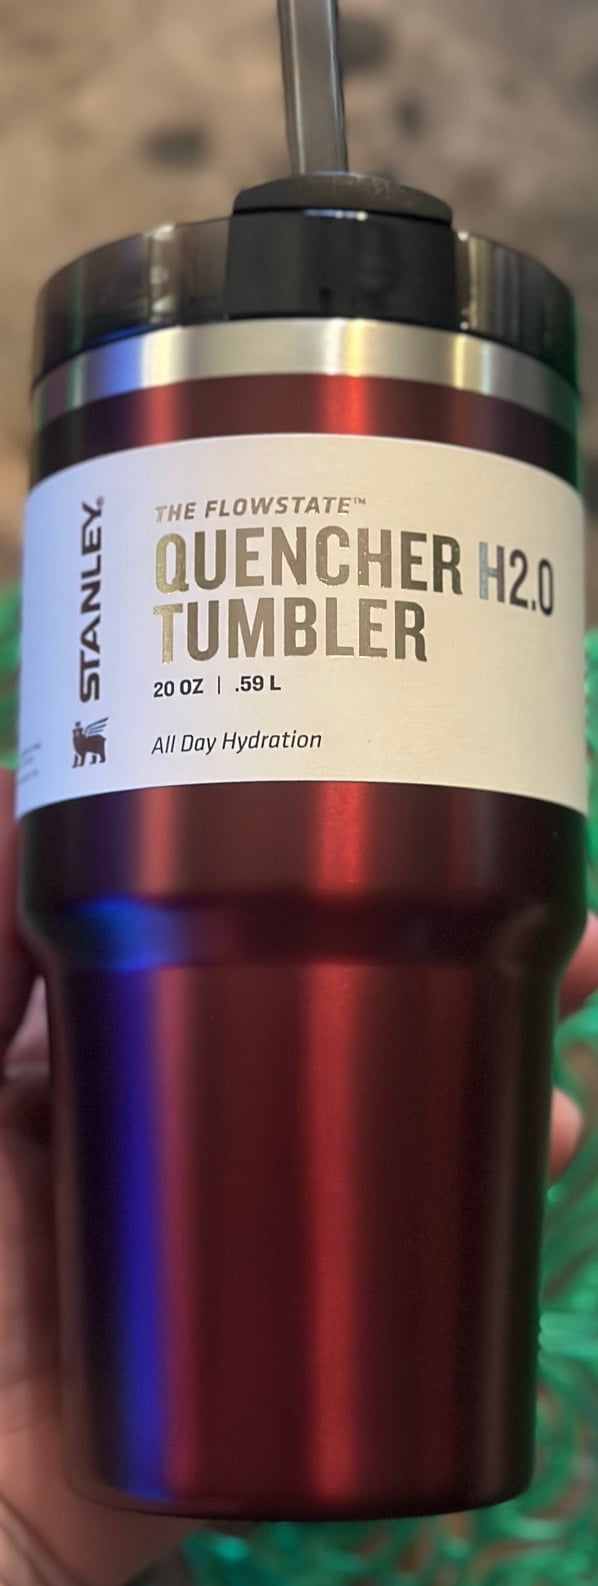 STANLEY®
THE FLOWSTATE™
QUENCHER H2.0
TUMBLER
20 OZ | .59 L
All Day Hydration